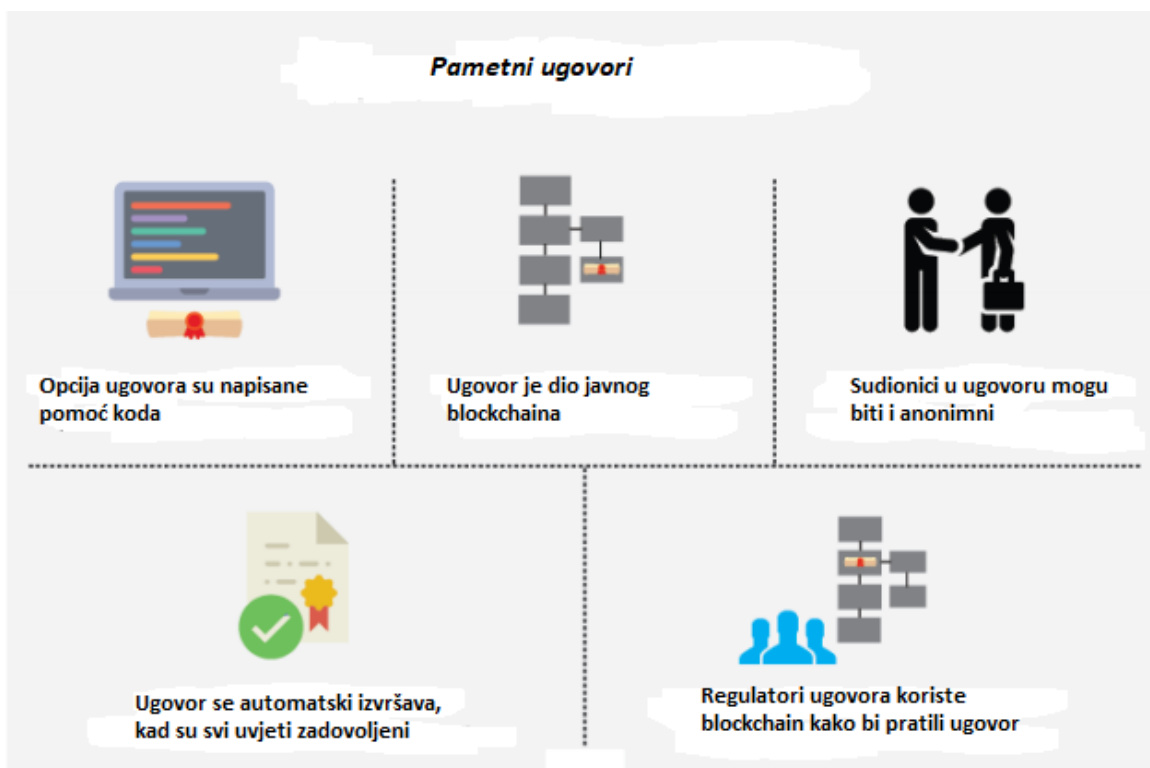 Pametni ugovori
Opcija ugovora su napisane
pomoć koda
Ugovor je dio javnog
blockchaina
Sudionici u ugovoru mogu
biti i anonimni
Ugovor se automatski izvršava,
kad su svi uvjeti zadovoljeni
Regulatori ugovora koriste
blockchain kako bi pratili ugovor